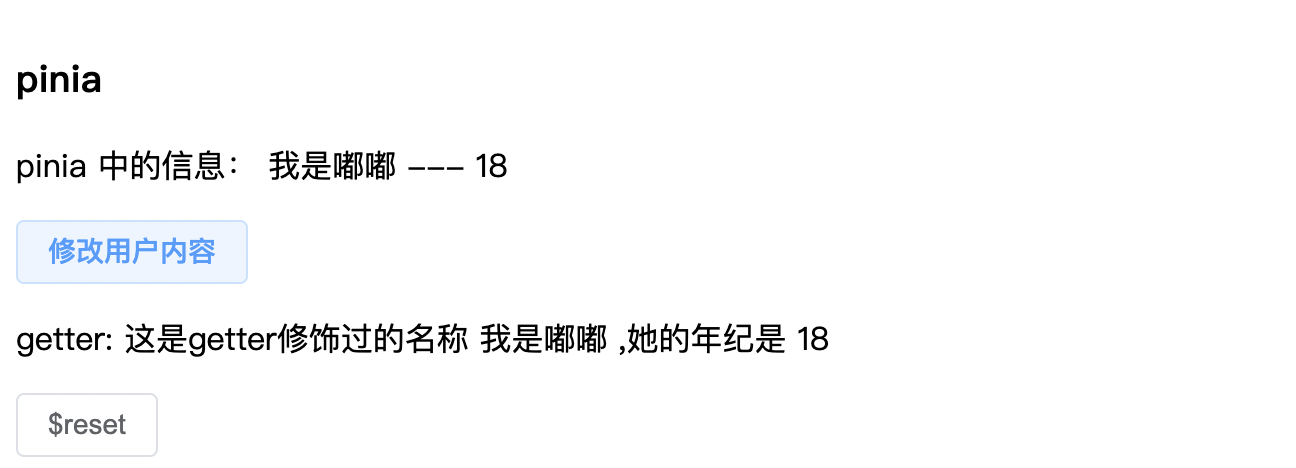 pinia
pinia 中的信息： 我是嘟嘟 --- 18
修改用户内容
getter: 这是getter修饰过的名称 我是嘟嘟 ,她的年纪是 18
$reset